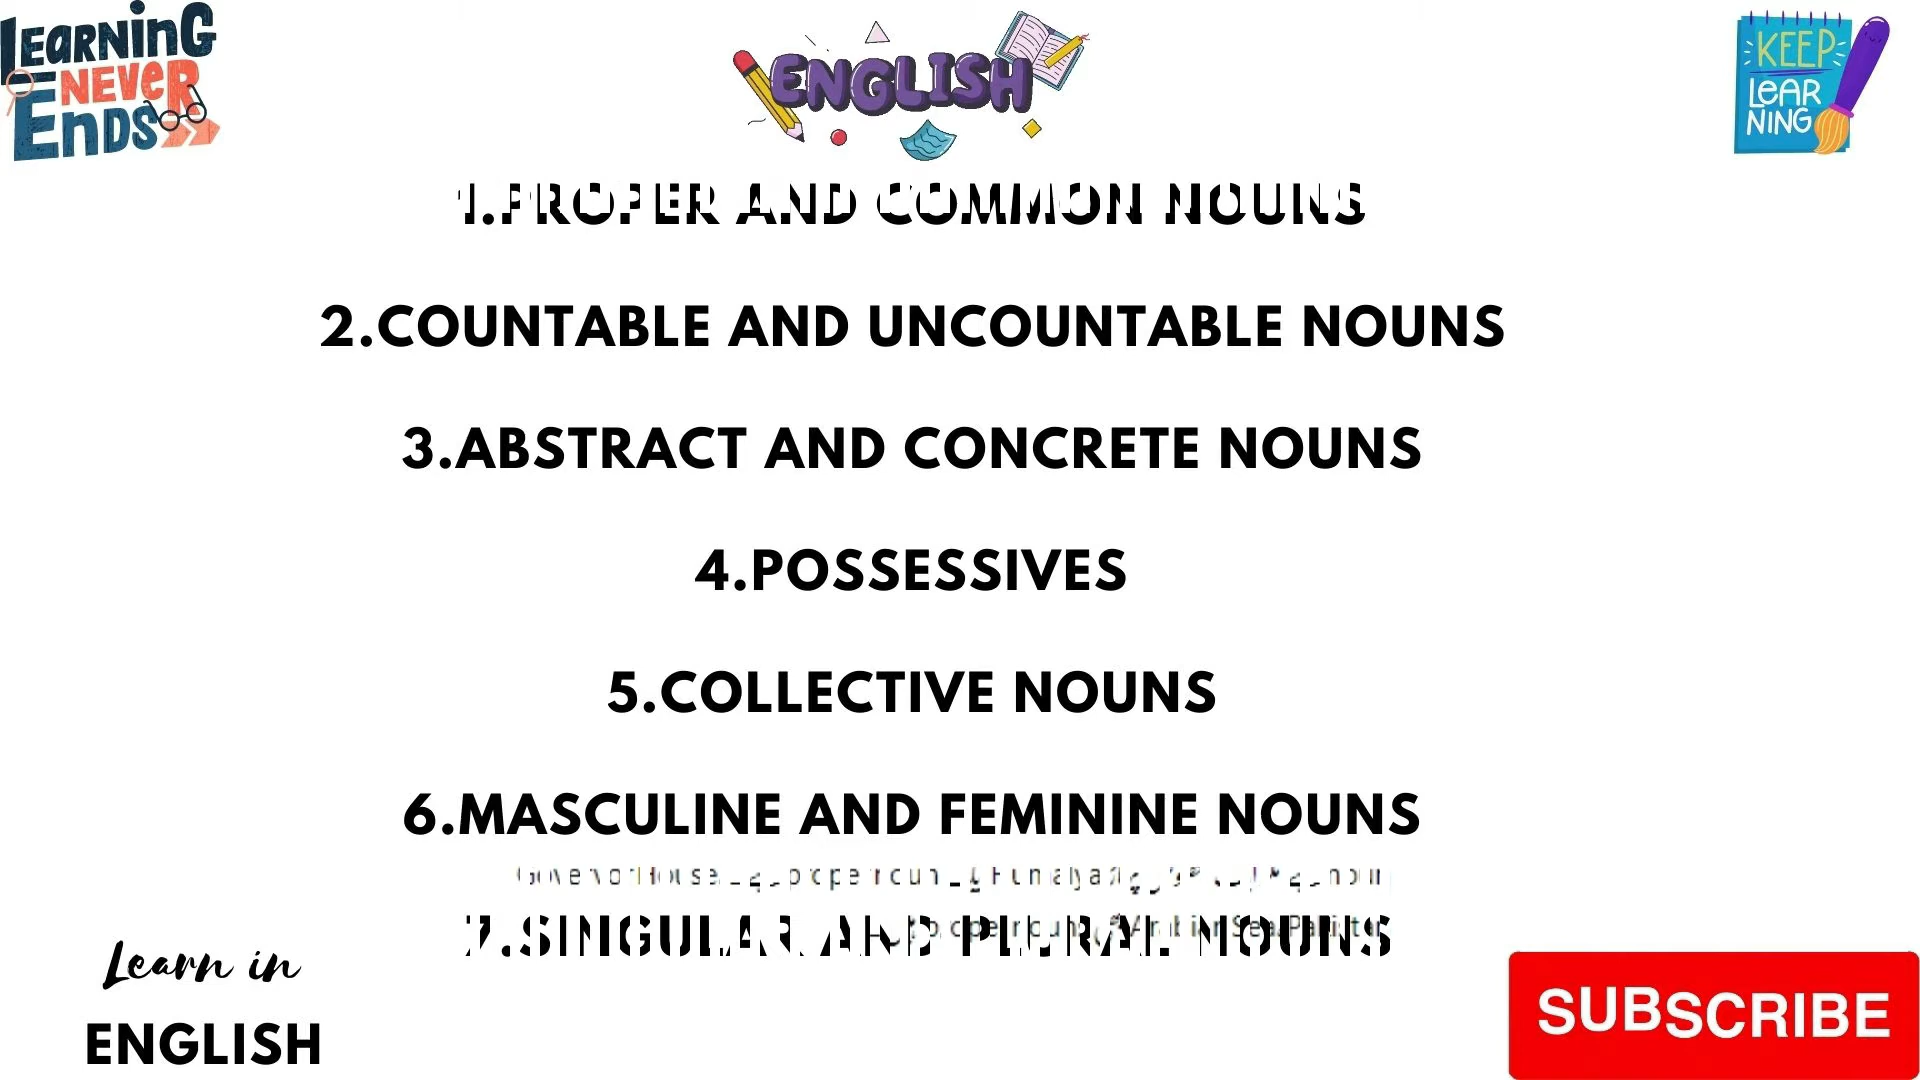 LEARNING
NEVER
ENDS
ENGLISH
KEEP
LEAR
NING
1.PROPER AND COMMON NOUNS
2.COUNTABLE AND UNCOUNTABLE NOUNS
3.ABSTRACT AND CONCRETE NOUNS
4.POSSESSIVES
5.COLLECTIVE NOUNS
6.MASCULINE AND FEMININE NOUNS
7.SINGULAR AND PLURAL NOUNS
Learn in
ENGLISH
SUBSCRIBE